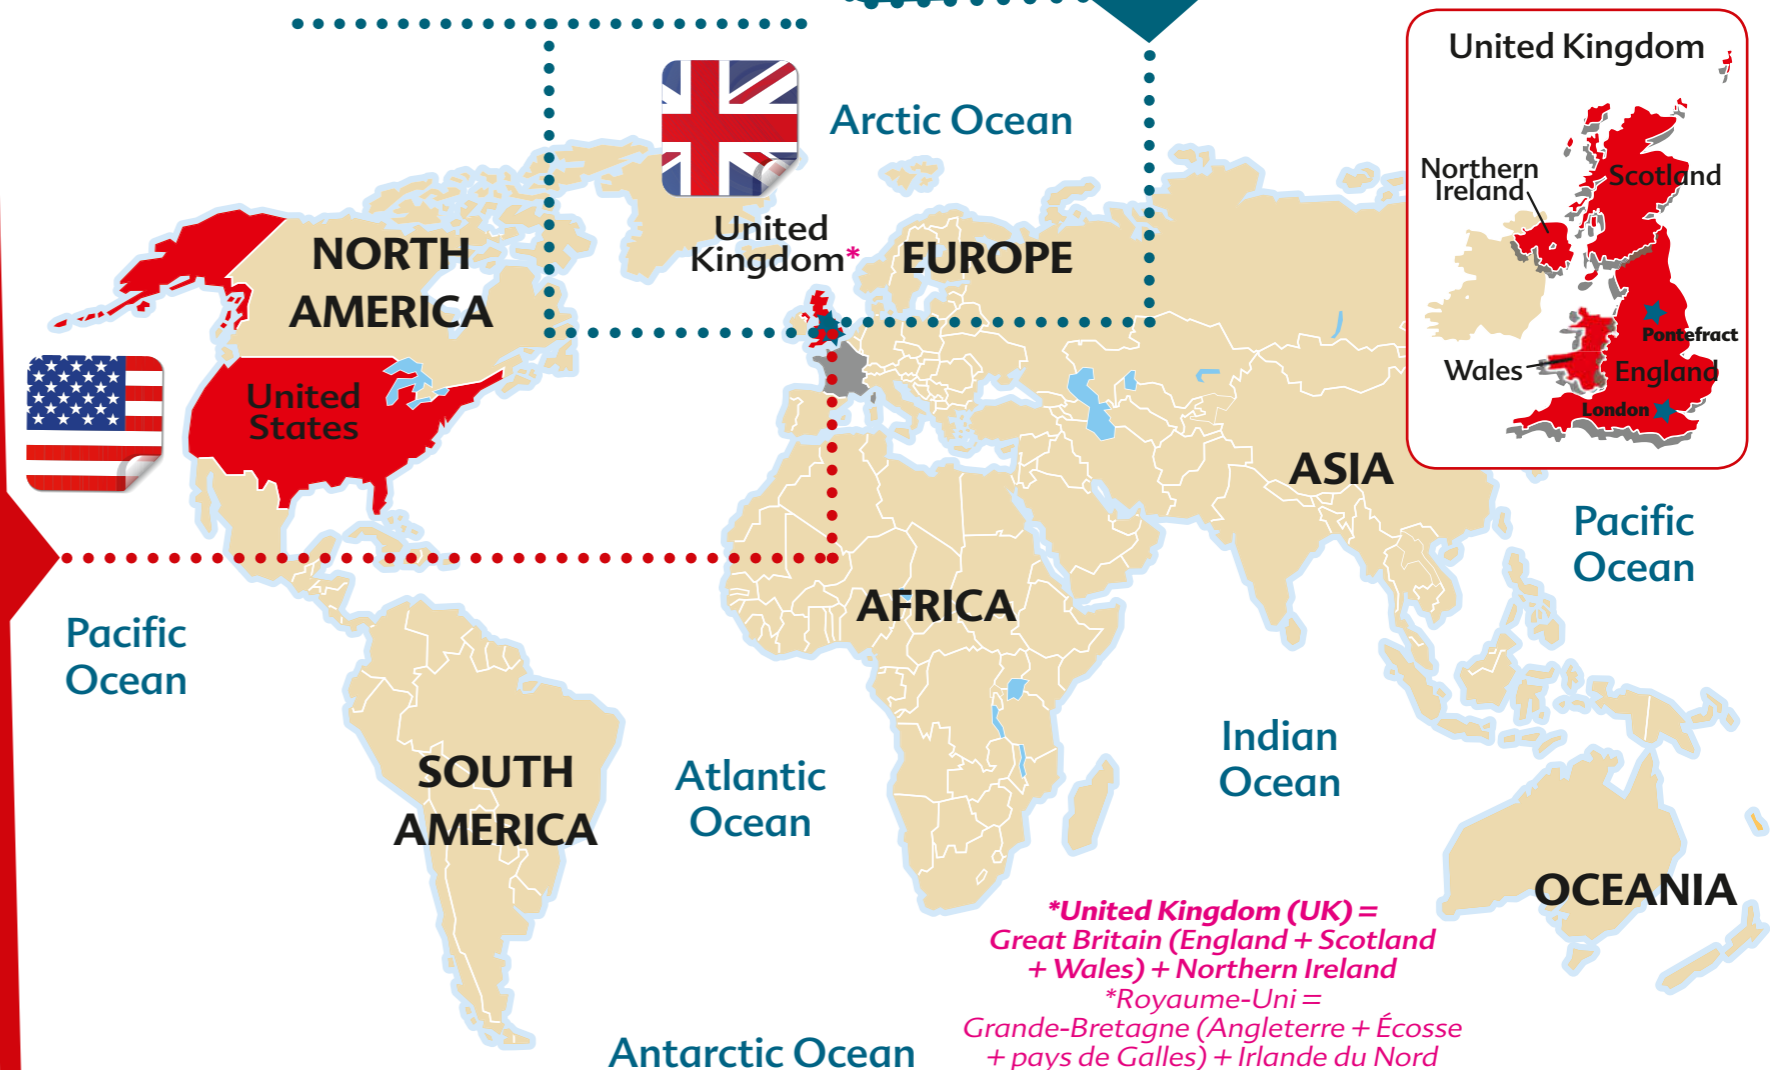 United Kingdom
Arctic Ocean
Northern
Ireland
Scotland
United
Kingdom*
EUROPE
NORTH
AMERICA
Pontefract
Wales
England
London
United
States
ASIA
Pacific
Ocean
AFRICA
Pacific
Ocean
Indian
Ocean
SOUTH
AMERICA
Atlantic
Ocean
OCEANIA
*United Kingdom (UK) =
Great Britain (England + Scotland
+ Wales) + Northern Ireland
*Royaume-Uni =
Grande-Bretagne (Angleterre + Écosse
+ pays de Galles) + Irlande du Nord
Antarctic Ocean